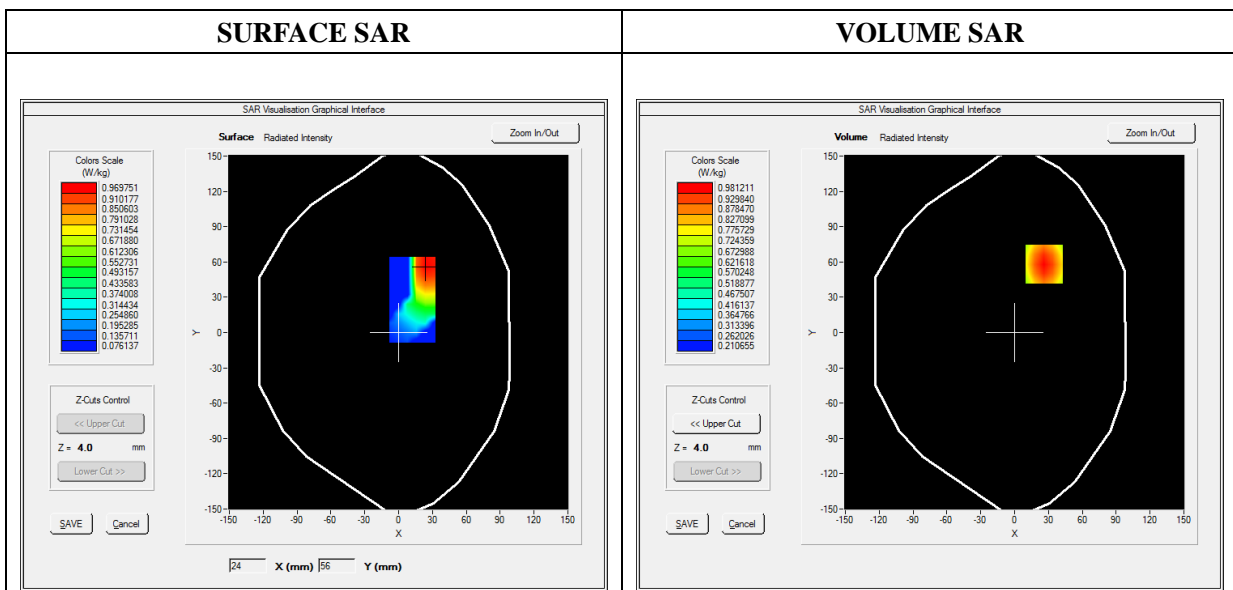 SURFACE SAR
SAR Visualisation Graphical Interface
Surface Radiated Intensity
Zoom In/Out
Colors Scale
(W/kg)
0.969751
0.910177
0.850603
0.791028
0.731454
0.671880
0.612306
0.552731
0.493157
0.433583
0.374008
0.314434
0.254860
0.195285
0.135711
0.076137
150
120
90
60
30
0
-30
-60
-90
-120
-150
Y
-150 -120 -90 -60 -30 0 30 60 90 120 150
X
Z-Cuts Control
<< Upper Cut
Z = 4.0 mm
Lower Cut >>
SAVE Cancel
24 X (mm) 56 Y (mm)
VOLUME SAR
SAR Visualisation Graphical Interface
Volume Radiated Intensity
Zoom In/Out
Colors Scale
(W/kg)
0.981211
0.929840
0.878470
0.827099
0.775729
0.724359
0.672988
0.621618
0.570248
0.518877
0.467507
0.416137
0.364766
0.313396
0.262026
0.210655
150
120
90
60
30
0
-30
-60
-90
-120
-150
Y
-150 -120 -90 -60 -30 0 30 60 90 120 150
X
Z-Cuts Control
<< Upper Cut
Z = 4.0 mm
Lower Cut >>
SAVE Cancel